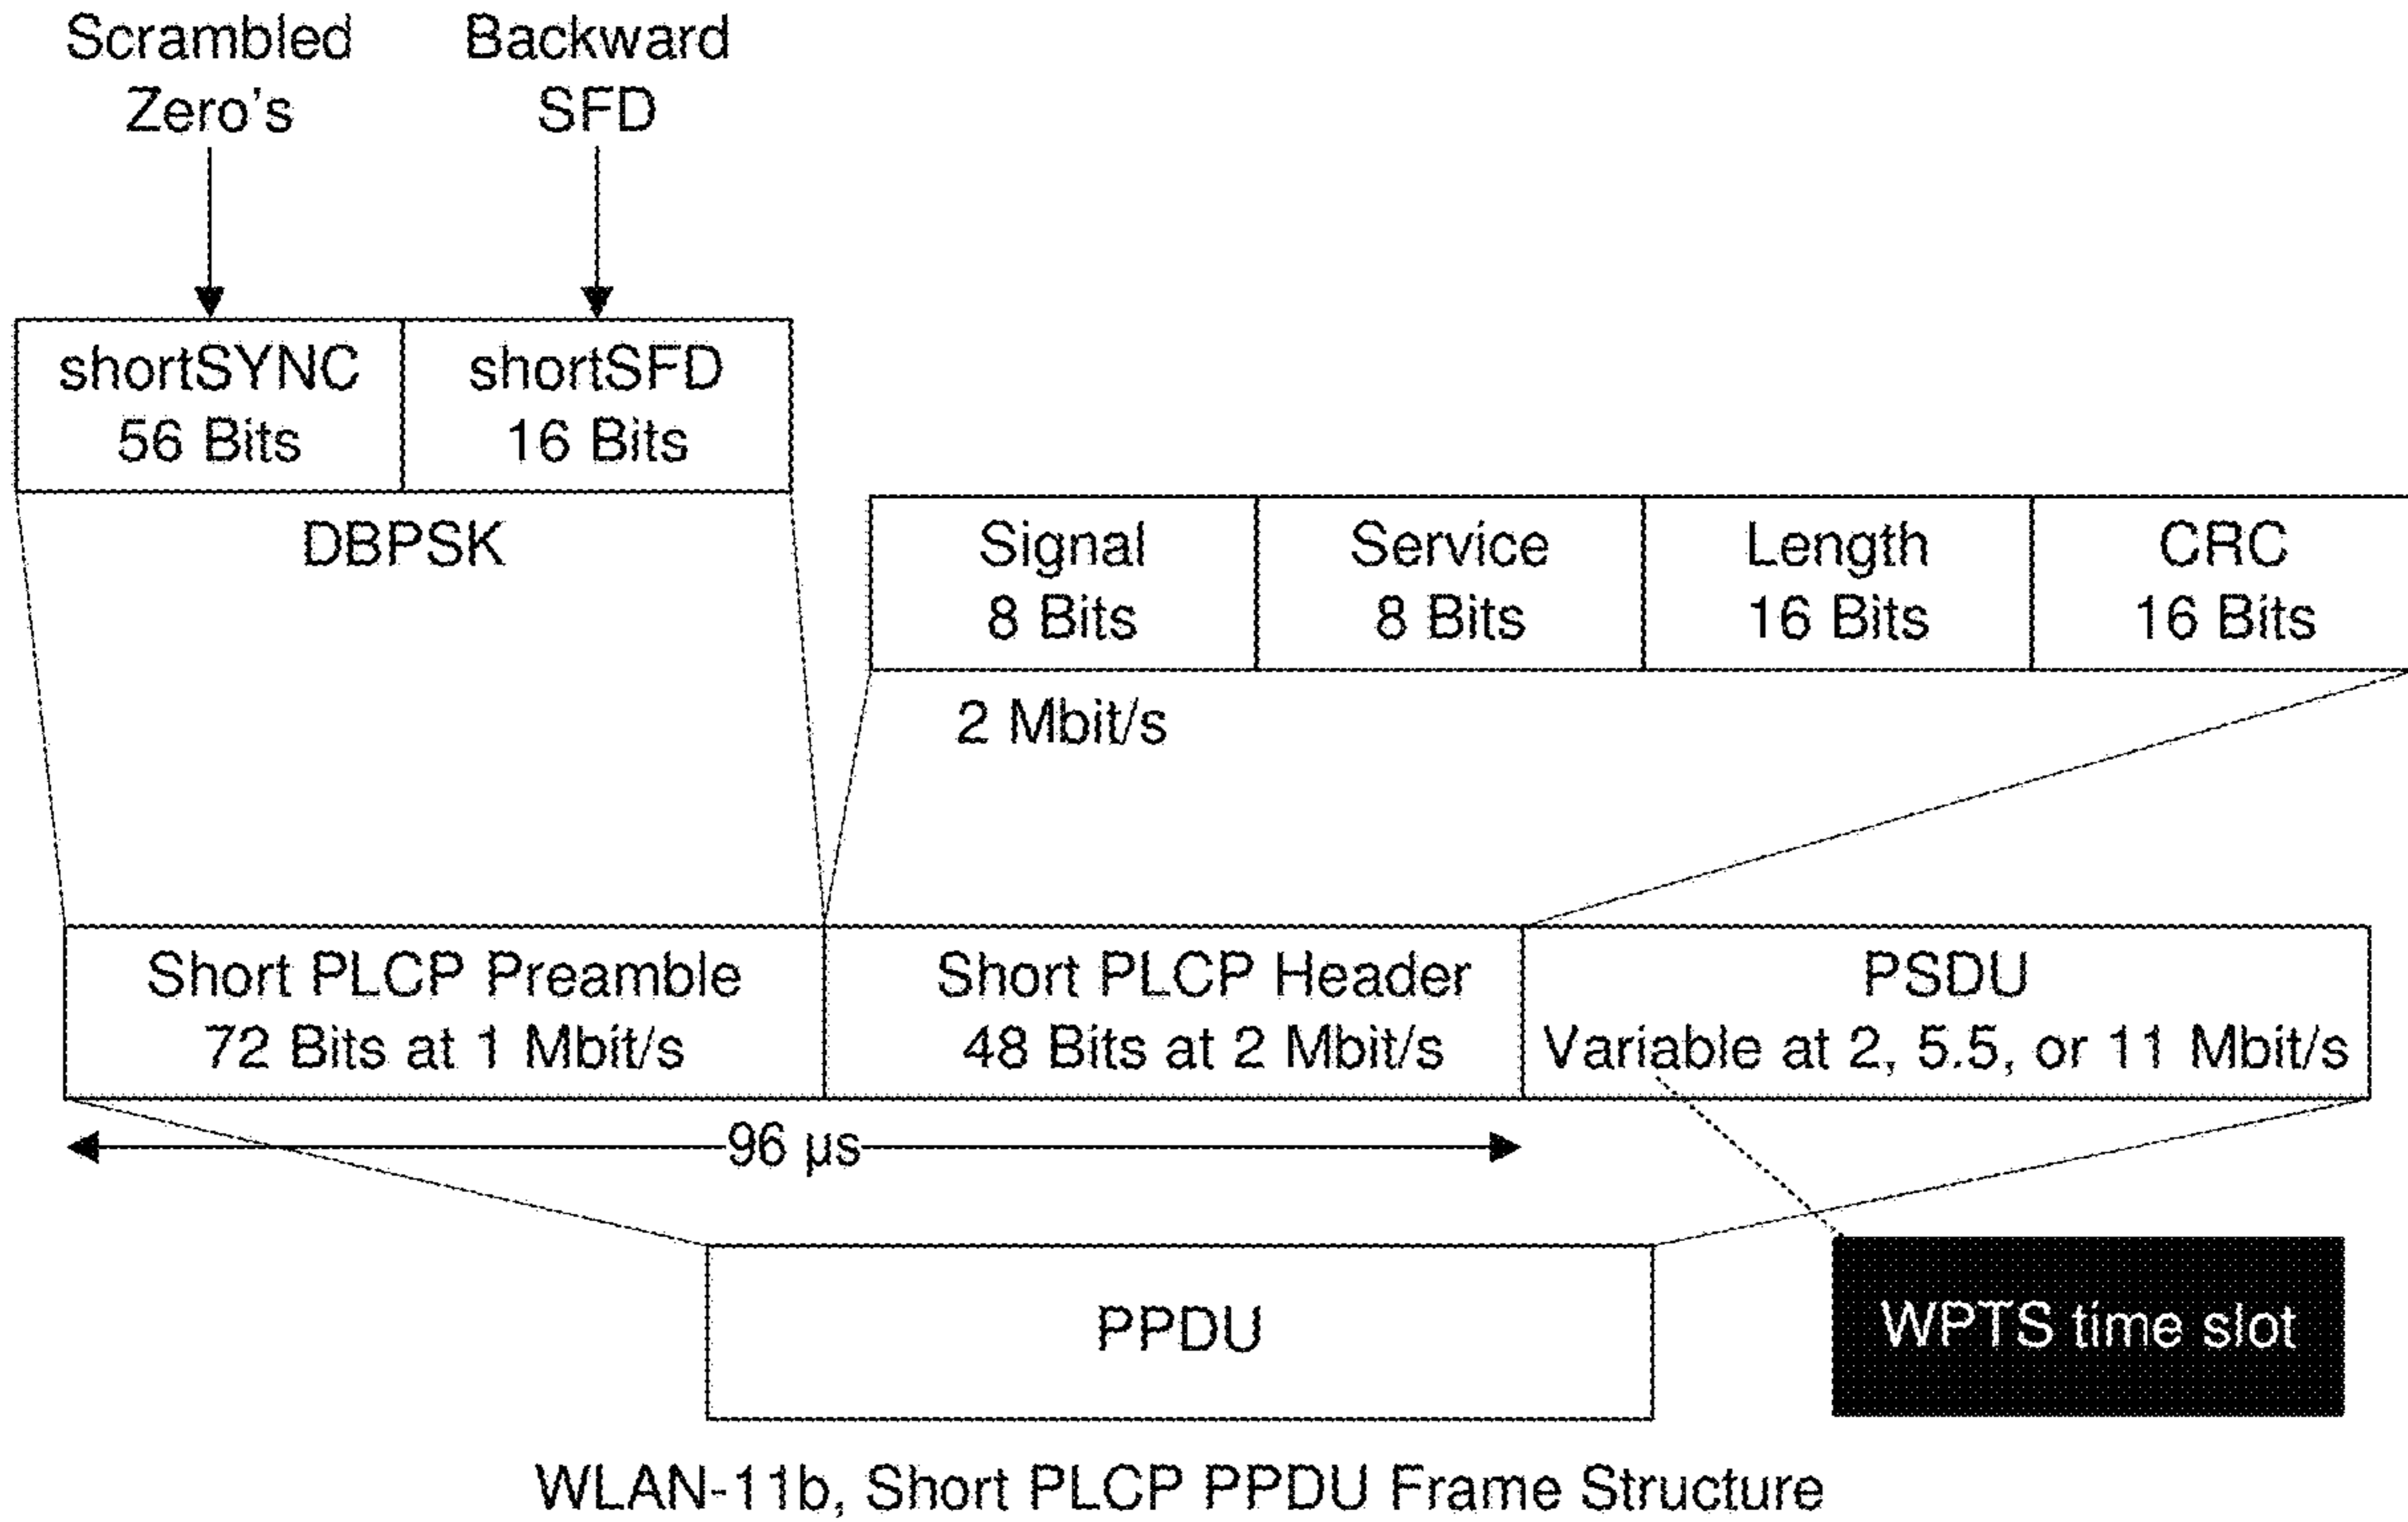 Scrambled
Zero's
Backward
SFD
shortSYNC
56 Bits
shortSFD
16 Bits
DBPSK
Signal
8 Bits
Service
8 Bits
Length
16 Bits
CRC
16 Bits
2 Mbit/s
Short PLCP Preamble
72 Bits at 1 Mbit/s
Short PLCP Header
48 Bits at 2 Mbit/s
PSDU
Variable at 2, 5.5, or 11 Mbit/s
96 µs
PPDU
WPTS time slot
WLAN-11b, Short PLCP PPDU Frame Structure